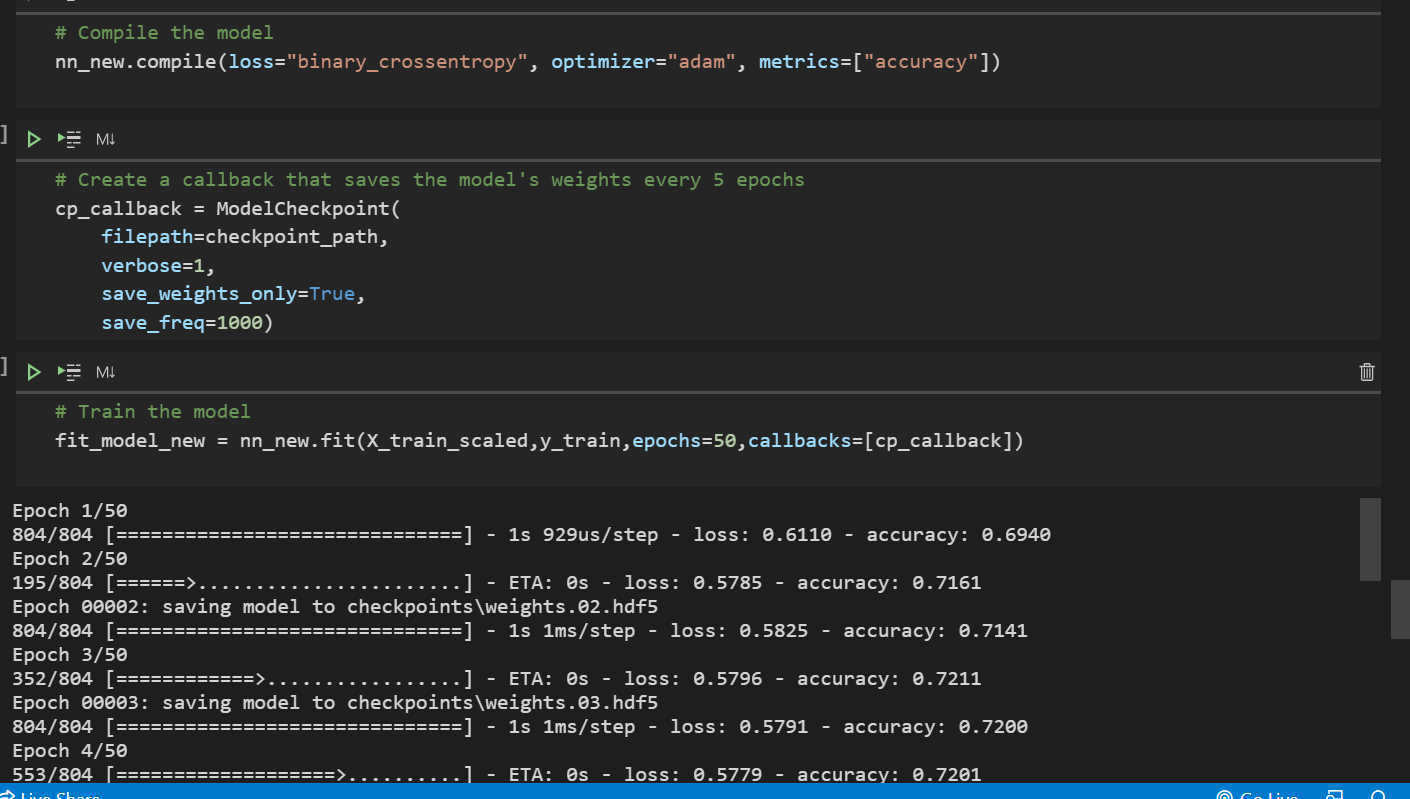 # Compile the model
nn_new.compile(loss="binary_crossentropy", optimizer="adam", metrics=["accuracy"])
]
M↓
# Create a callback that saves the model's weights every 5 epochs
cp_callback = ModelCheckpoint(
    filepath=checkpoint_path,
    verbose=1,
    save_weights_only=True,
    save_freq=1000)
]
M↓
# Train the model
fit_model_new = nn_new.fit(X_train_scaled,y_train,epochs=50,callbacks=[cp_callback])
Epoch 1/50
804/804 [==============================] - 1s 929us/step - loss: 0.6110 - accuracy: 0.6940
Epoch 2/50
195/804 [======>.......................] - ETA: 0s - loss: 0.5785 - accuracy: 0.7161
Epoch 00002: saving model to checkpoints\weights.02.hdf5
804/804 [==============================] - 1s 1ms/step - loss: 0.5825 - accuracy: 0.7141
Epoch 3/50
352/804 [============>.................] - ETA: 0s - loss: 0.5796 - accuracy: 0.7211
Epoch 00003: saving model to checkpoints\weights.03.hdf5
804/804 [==============================] - 1s 1ms/step - loss: 0.5791 - accuracy: 0.7200
Epoch 4/50
553/804 [===================>..........] - ETA: 0s - loss: 0.5779 - accuracy: 0.7201
Live Share
Go Live